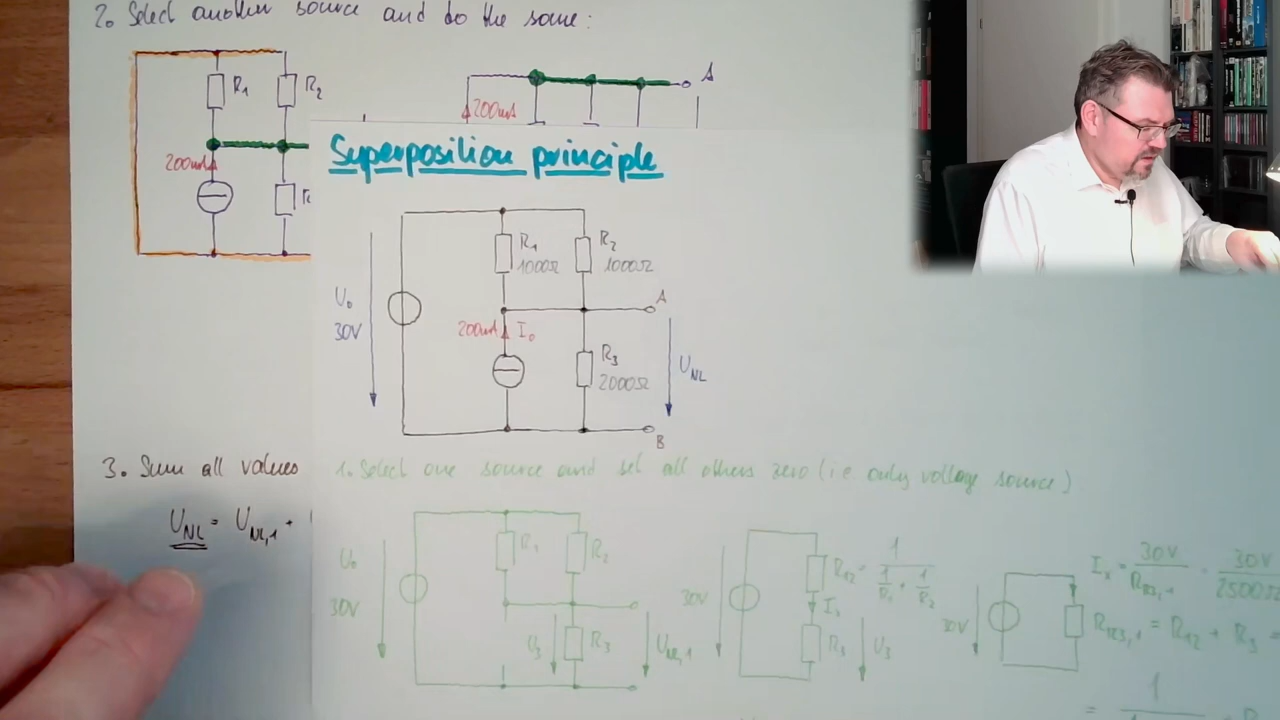 2. Select another source and do the same:
R1
R2
200mA
200mA
A
Superposition principle
U0
30V
R1
1000Ω
R2
1000Ω
A
200mA
I0
R3
2000Ω
UNL
B
3. Sum all values
UNL = UNL,1 +
1. Select one source and set all others zero (i.e only voltage source)
U0
30V
R1
R2
U3
R3
UNL,1
30V
R12 = 1 / (1/R1 + 1/R2)
R3
U3
30V
= 30V / R123,1 = 30V / 2500Ω
R123,1 = R12 + R3 =
= 1